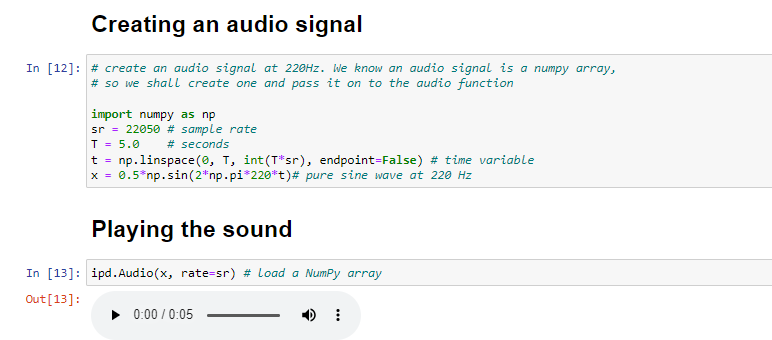 Creating an audio signal
In [12]: # create an audio signal at 220Hz. We know an audio signal is a numpy array,
# so we shall create one and pass it on to the audio function
import numpy as np
sr = 22050 # sample rate
T = 5.0    # seconds
t = np.linspace(0, T, int(T*sr), endpoint=False) # time variable
x = 0.5*np.sin(2*np.pi*220*t)# pure sine wave at 220 Hz
Playing the sound
In [13]: ipd.Audio(x, rate=sr) # load a NumPy array
Out[13]:
0:00 / 0:05